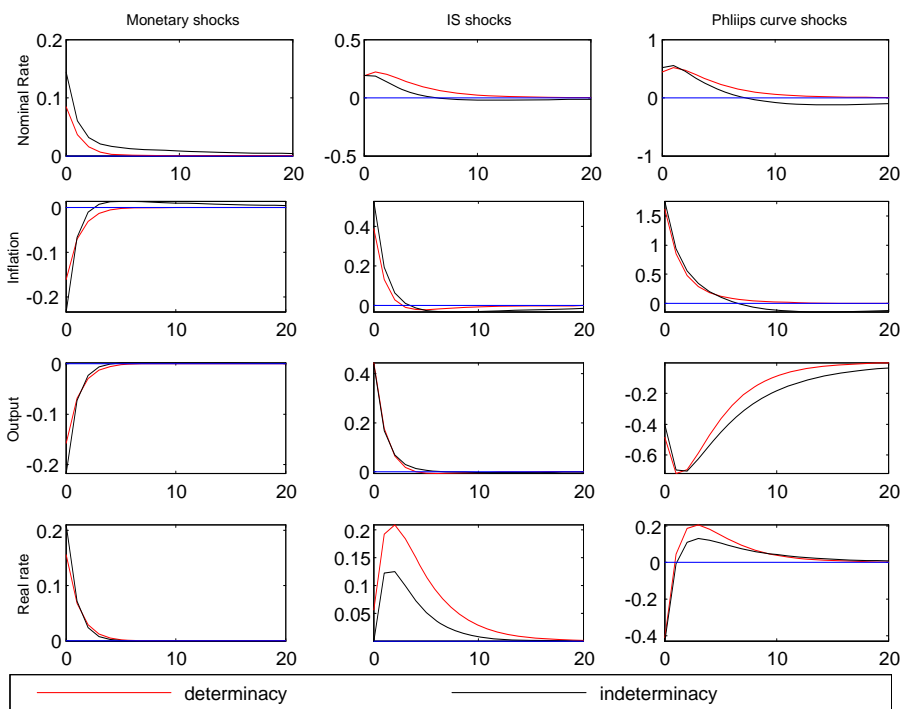 Monetary shocks IS shocks Phliips curve shocks
Nominal Rate
0.2
0.1
0
0 10 20
0.5
0
-0.5
0 10 20
1
0
-1
0 10 20
Inflation
0
-0.1
-0.2
0 10 20
0.4
0.2
0
0 10 20
1.5
1
0.5
0
0 10 20
Output
0
-0.1
-0.2
0 10 20
0.4
0.2
0
0 10 20
-0.2
-0.4
-0.6
0 10 20
Real rate
0.2
0.1
0
0 10 20
0.2
0.15
0.1
0.05
0 10 20
0.2
0
-0.2
-0.4
0 10 20
determinacy indeterminacy